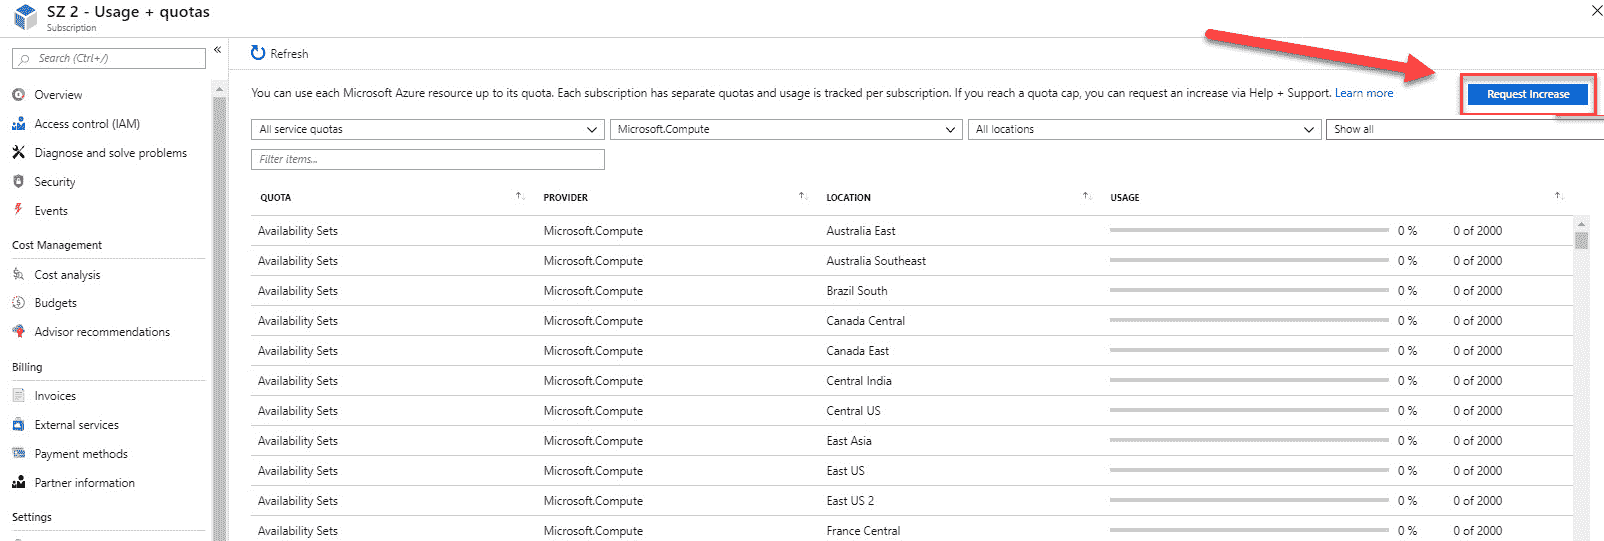 SZ 2 - Usage + quotas
Subscription
Search (Ctrl+/)
«
Overview
Access control (IAM)
Diagnose and solve problems
Security
Events
Cost Management
Cost analysis
Budgets
Advisor recommendations
Billing
Invoices
External services
Payment methods
Partner information
Settings
Refresh
You can use each Microsoft Azure resource up to its quota. Each subscription has separate quotas and usage is tracked per subscription. If you reach a quota cap, you can request an increase via Help + Support. Learn more
Request Increase
All service quotas Microsoft.Compute All locations Show all
Filter items...
QUOTA PROVIDER LOCATION USAGE
Availability Sets Microsoft.Compute Australia East 0 % 0 of 2000
Availability Sets Microsoft.Compute Australia Southeast 0 % 0 of 2000
Availability Sets Microsoft.Compute Brazil South 0 % 0 of 2000
Availability Sets Microsoft.Compute Canada Central 0 % 0 of 2000
Availability Sets Microsoft.Compute Canada East 0 % 0 of 2000
Availability Sets Microsoft.Compute Central India 0 % 0 of 2000
Availability Sets Microsoft.Compute Central US 0 % 0 of 2000
Availability Sets Microsoft.Compute East Asia 0 % 0 of 2000
Availability Sets Microsoft.Compute East US 0 % 0 of 2000
Availability Sets Microsoft.Compute East US 2 0 % 0 of 2000
Availability Sets Microsoft.Compute France Central 0 % 0 of 2000